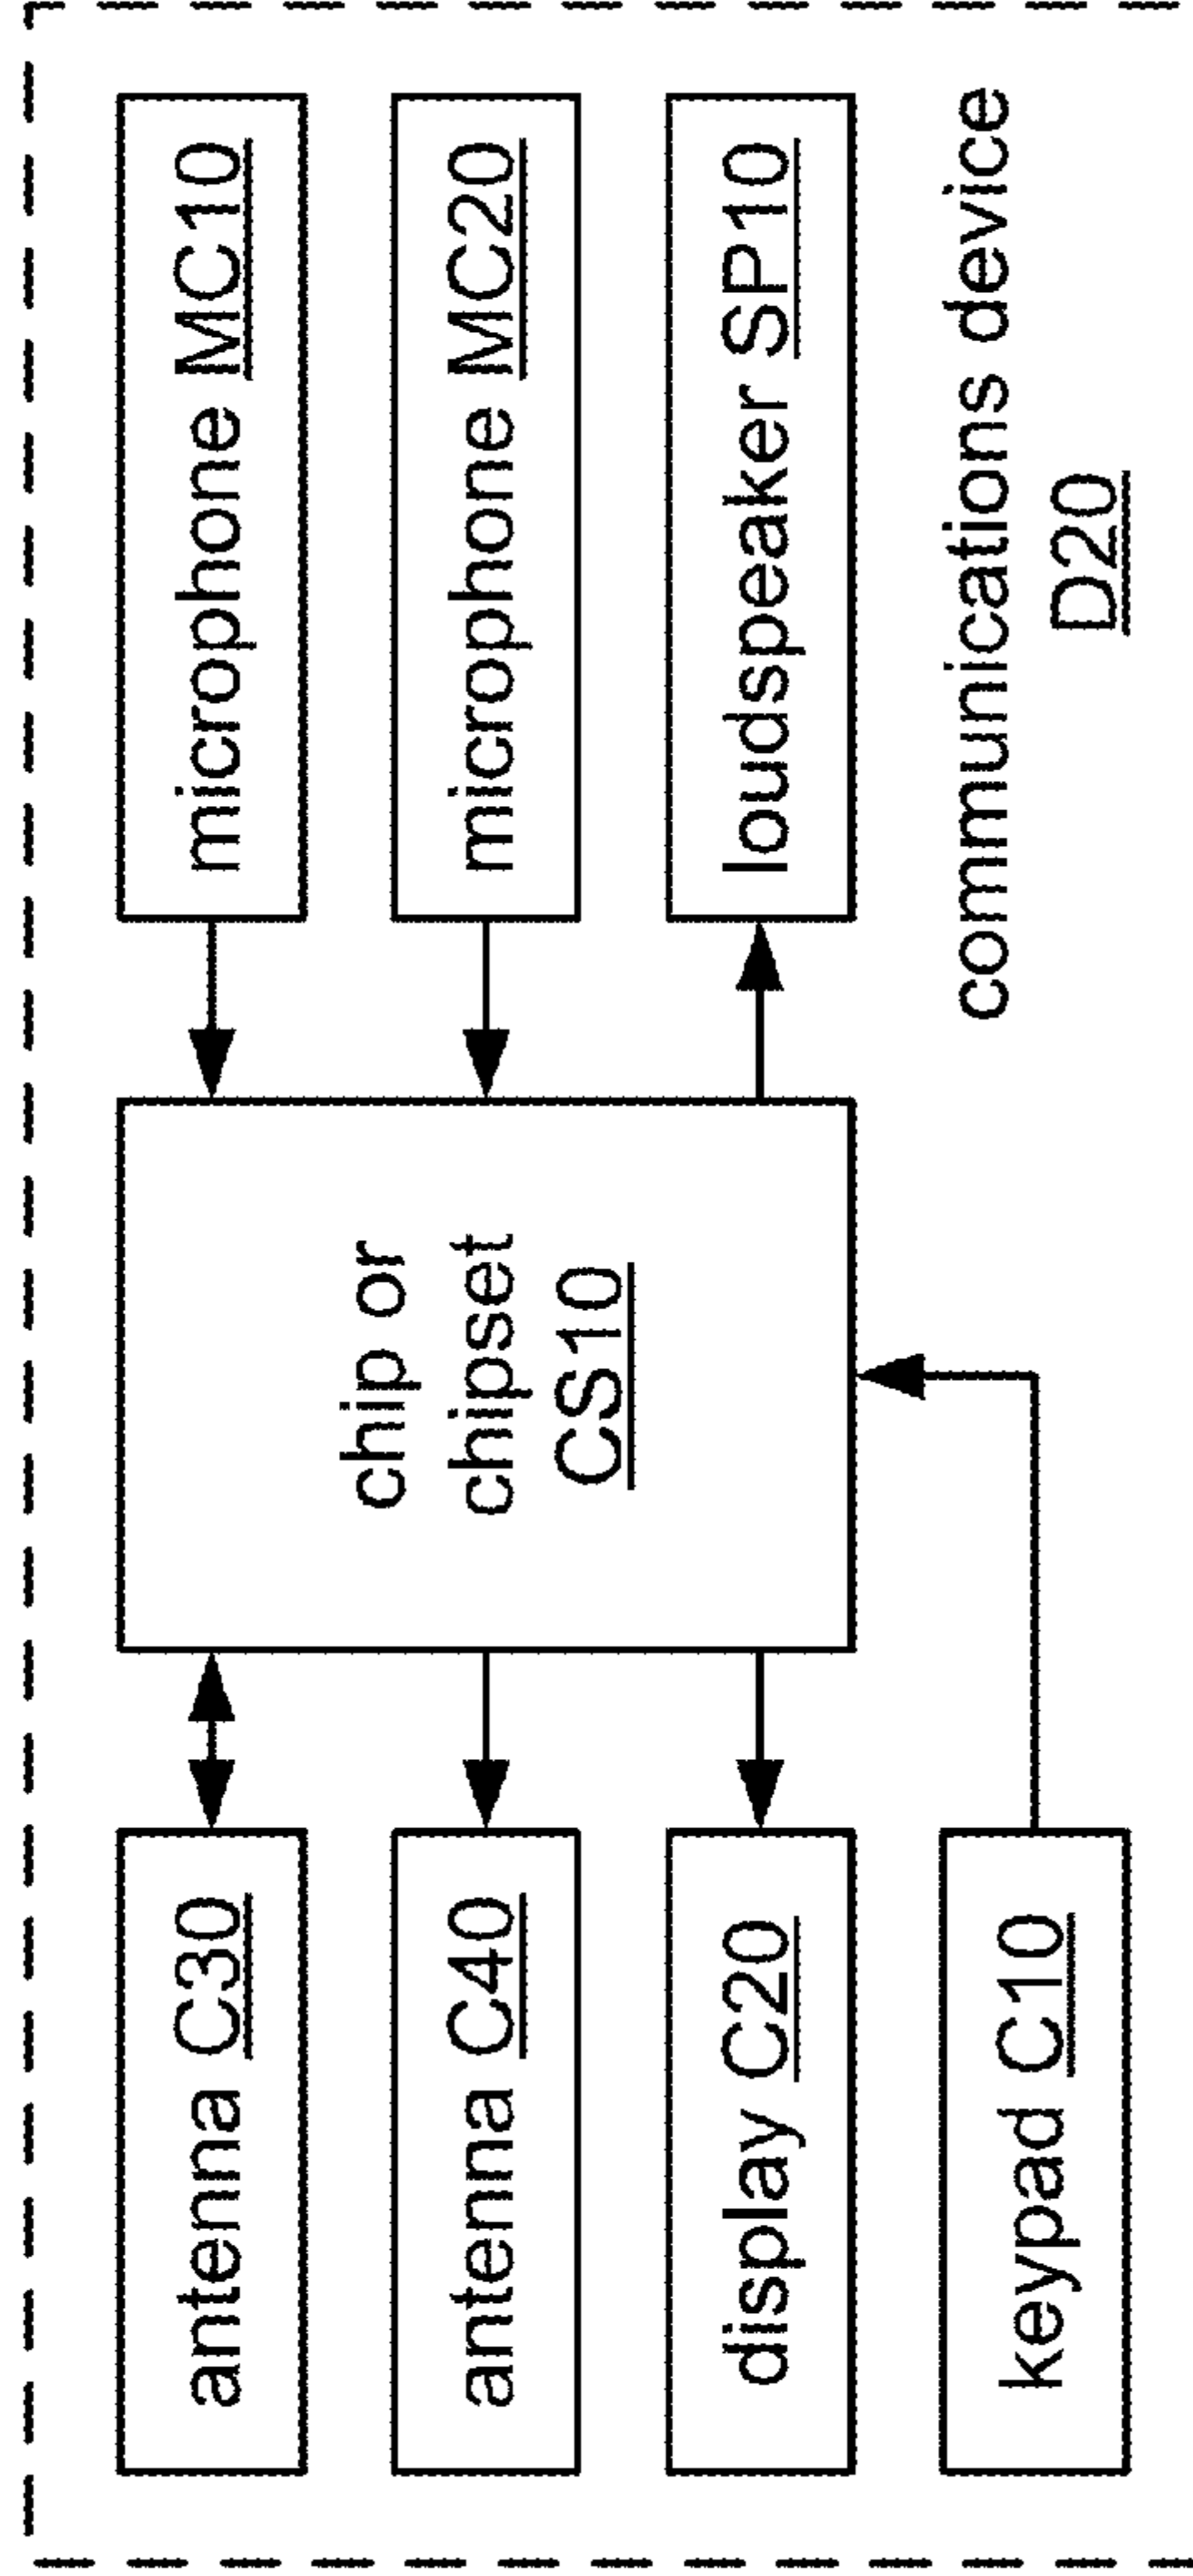 antenna C30
antenna C40
display C20
keypad C10
chip or
chipset
CS10
microphone MC10
microphone MC20
loudspeaker SP10
communications device
D20